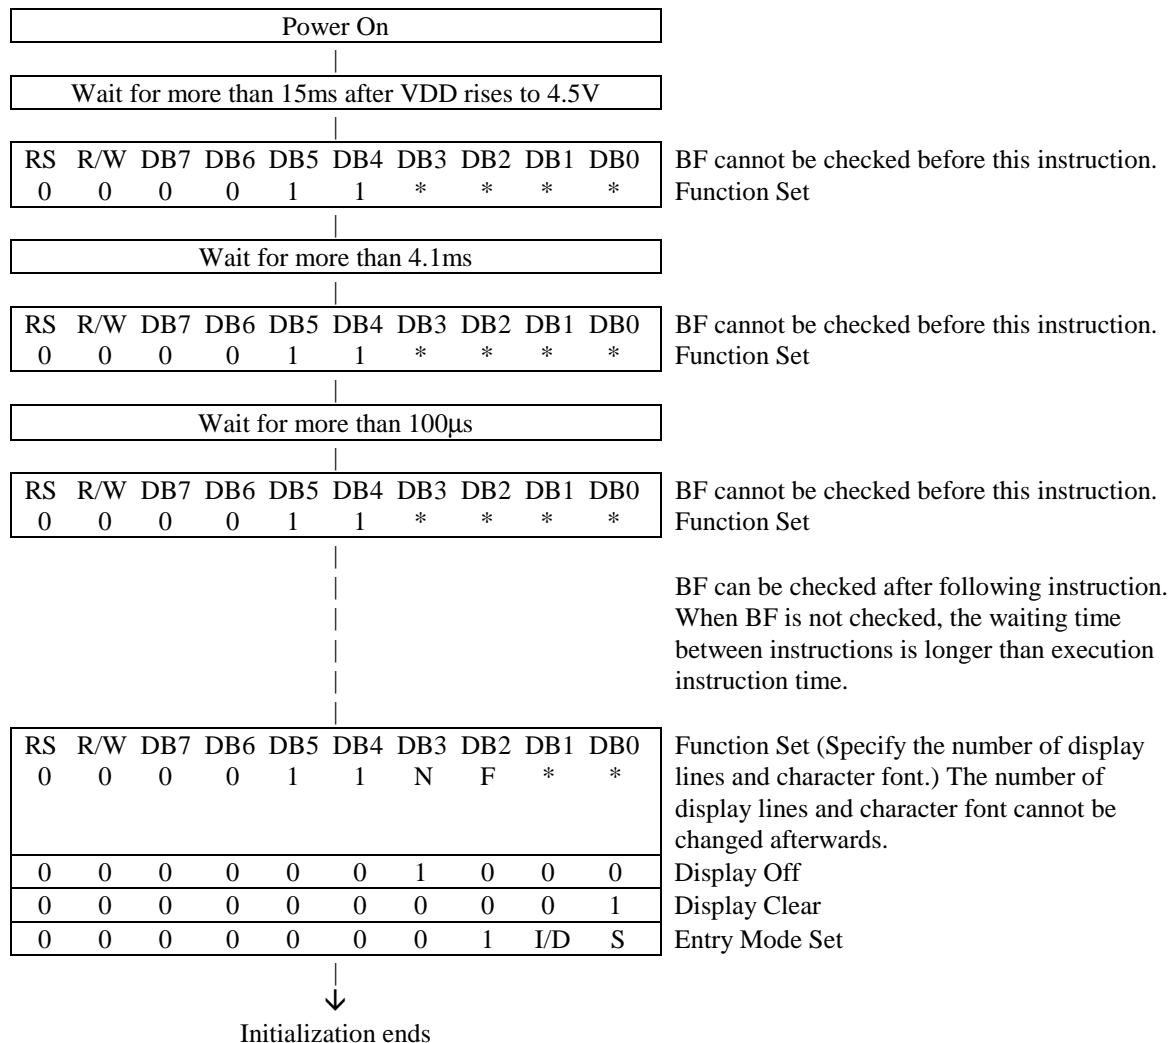 Power On
Wait for more than 15ms after VDD rises to 4.5V
RS R/W DB7 DB6 DB5 DB4 DB3 DB2 DB1 DB0 BF cannot be checked before this instruction.
0 0 0 0 1 1 * * * * Function Set
Wait for more than 4.1ms
RS R/W DB7 DB6 DB5 DB4 DB3 DB2 DB1 DB0 BF cannot be checked before this instruction.
0 0 0 0 1 1 * * * * Function Set
Wait for more than 100μs
RS R/W DB7 DB6 DB5 DB4 DB3 DB2 DB1 DB0 BF cannot be checked before this instruction.
0 0 0 0 1 1 * * * * Function Set
BF can be checked after following instruction.
When BF is not checked, the waiting time
between instructions is longer than execution
instruction time.
RS R/W DB7 DB6 DB5 DB4 DB3 DB2 DB1 DB0 Function Set (Specify the number of display
0 0 0 0 1 1 N F * * lines and character font.) The number of
display lines and character font cannot be
changed afterwards.
0 0 0 0 0 0 1 0 0 0 Display Off
0 0 0 0 0 0 0 0 0 1 Display Clear
0 0 0 0 0 0 0 1 I/D S Entry Mode Set
Initialization ends